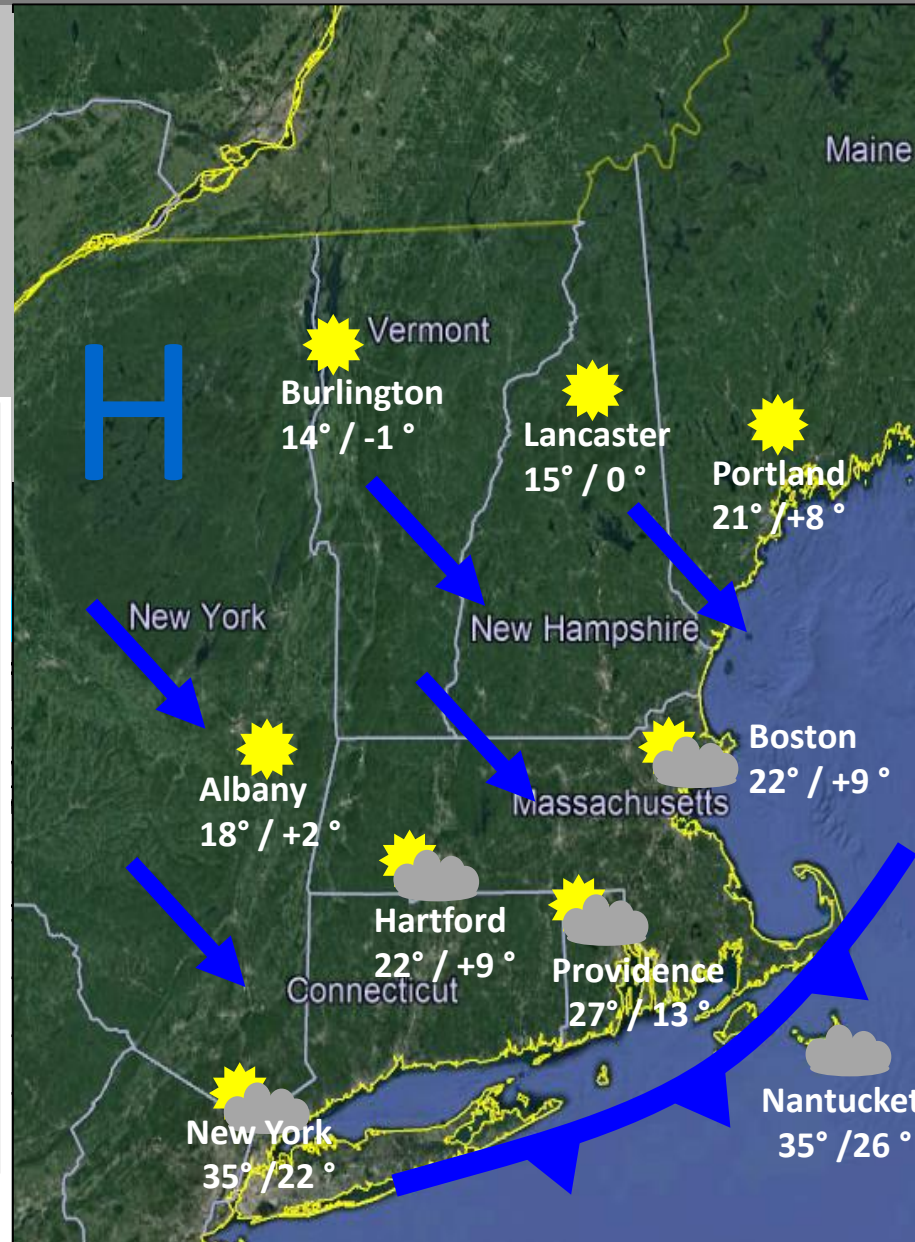 Maine
H
Vermont
Burlington
14° / -1 °
Lancaster
15° / 0 °
Portland
21° /+8 °
New York
New Hampshire
Boston
22° / +9 °
Albany
18° / +2 °
Massachusetts
Hartford
22° / +9 °
Providence
27° / 13 °
Connecticut
Nantucket
35° /26 °
New York
35° /22 °